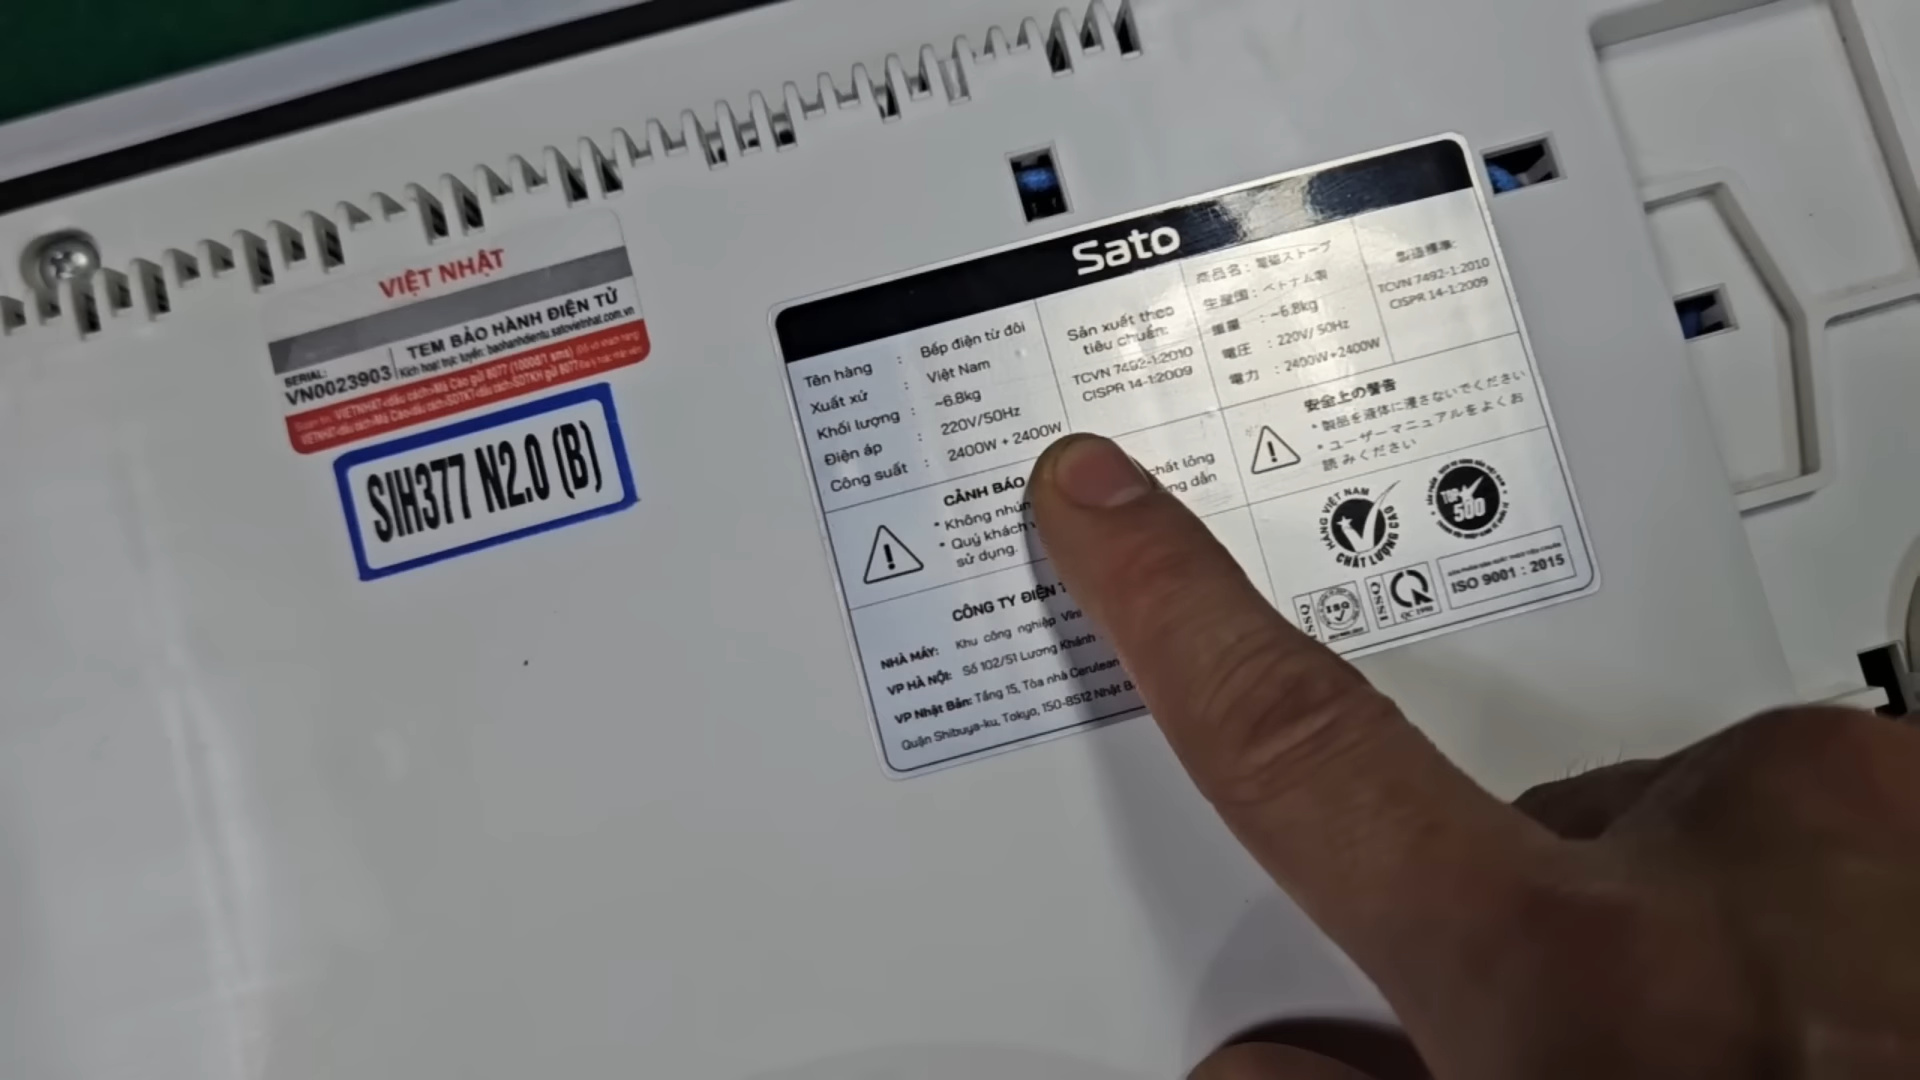 VIỆT NHẬT
TEM BẢO HÀNH ĐIỆN TỬ
SERIAL:
VN0023903
Kích hoạt trực tuyến: baohanhdientu.satovietnhat.com.vn
SIH377 N2.0 (B)
Sato
Tên hàng : Bếp điện từ đôi
Xuất xứ : Việt Nam
Khối lượng : ~6.8kg
Điện áp : 220V/50Hz
Công suất : 2400W + 2400W
Sản xuất theo
tiêu chuẩn:
TCVN 7492-1:2010
CISPR 14-1:2009
商品名 : 電磁ストーブ
生産国 : ベトナム製
重量 : ~6.8kg
電圧 : 220V/ 50Hz
電力 : 2400W+2400W
製造標準:
TCVN 7492-1:2010
CISPR 14-1:2009
CẢNH BÁO
* Không nhún chất lỏng
* Quý khách ng dẫn
sử dụng.
安全上の警告
* 製品を液体に浸さないでください
* ユーザーマニュアルをよくお
読みください
CÔNG TY ĐIỆN T
NHÀ MÁY: Khu công nghiệp
VP HÀ NỘI: Số 102/51 Lương Khánh
VP Nhật Bản: Tầng 15, Tòa nhà Cerulean
Quận Shibuya-ku, Tokyo, 150-8512 Nhật B
HÀNG VIỆT NAM
CHẤT LƯỢNG CAO
TOP
500
ISO
QC
ISO 9001 : 2015